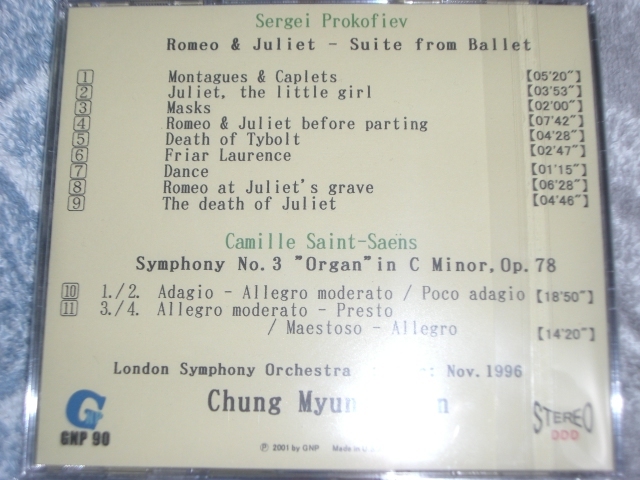 Sergei Prokofiev
Romeo & Juliet - Suite from Ballet
1 Montagues & Caplets 【05'20"】
2 Juliet, the little girl 【03'53"】
3 Masks 【02'00"】
4 Romeo & Juliet before parting 【07'42"】
5 Death of Tybolt 【04'28"】
6 Friar Laurence 【02'47"】
7 Dance 【01'15"】
8 Romeo at Juliet's grave 【06'28"】
9 The death of Juliet 【04'46"】
Camille Saint-Saëns
Symphony No.3 "Organ" in C Minor, Op.78
10 1./2. Adagio - Allegro moderato / Poco adagio 【18'50"】
11 3./4. Allegro moderato - Presto
/ Maestoso - Allegro 【14'20"】
London Symphony Orchestra Nov.1996
Chung
GNP 90
STEREO
DDD
℗ 2001 by GNP Made in